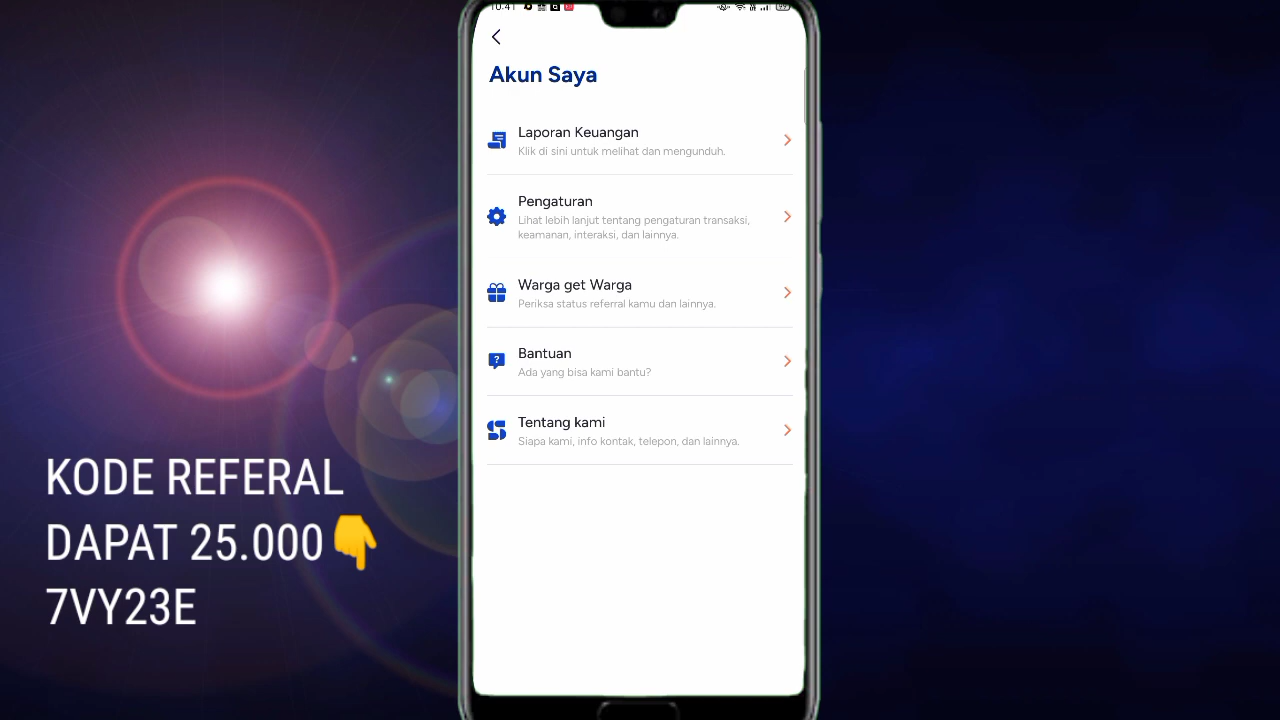 10.41
Akun Saya
Laporan Keuangan
Klik di sini untuk melihat dan mengunduh.
Pengaturan
Lihat lebih lanjut tentang pengaturan transaksi,
keamanan, interaksi, dan lainnya.
Warga get Warga
Periksa status referral kamu dan lainnya.
Bantuan
Ada yang bisa kami bantu?
Tentang kami
Siapa kami, info kontak, telepon, dan lainnya.
KODE REFERAL
DAPAT 25.000👇
7VY23E